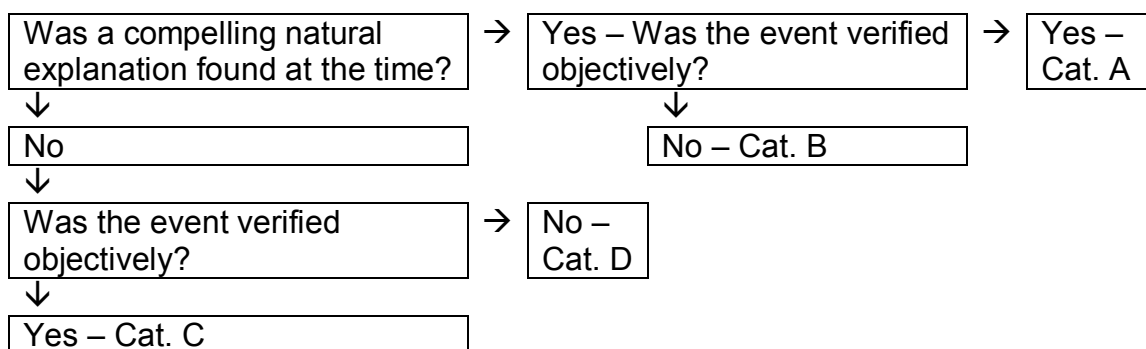 Was a compelling natural
explanation found at the time?
→
Yes – Was the event verified
objectively?
→
Yes –
Cat. A
↓
↓
No
No – Cat. B
↓
Was the event verified
objectively?
→
No –
Cat. D
↓
Yes – Cat. C